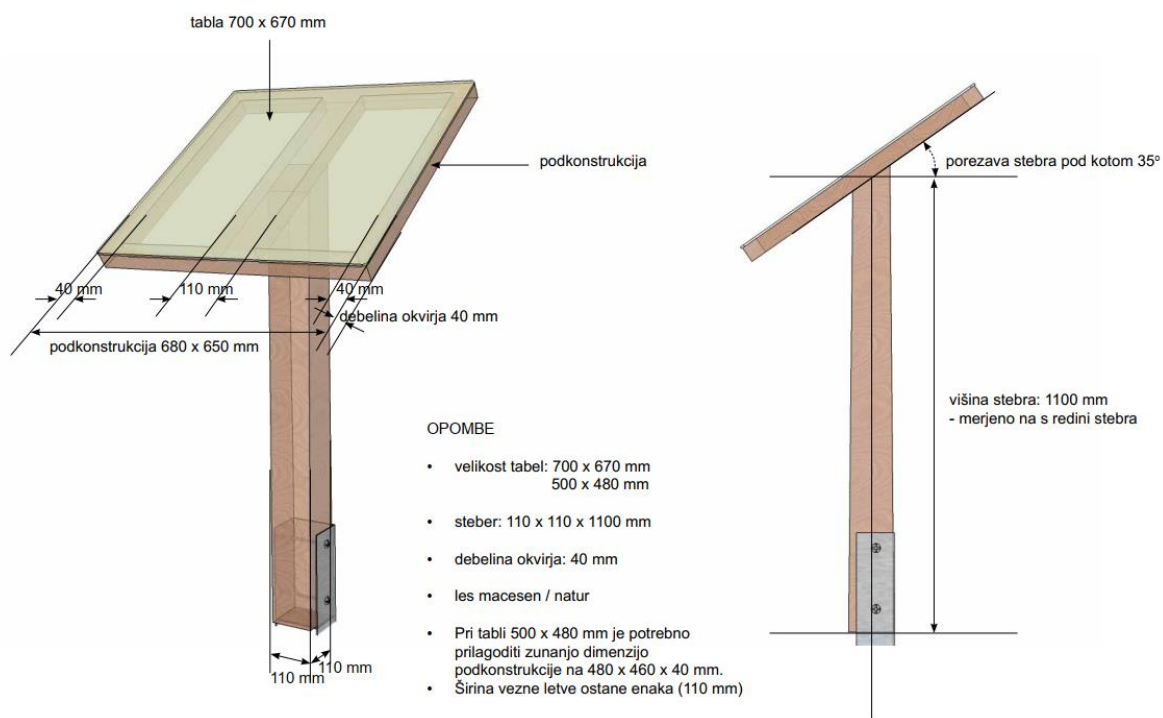 tabla 700 x 670 mm
podkonstrukcija
40 mm
110 mm
40 mm
debelina okvirja 40 mm
podkonstrukcija 680 x 650 mm
110 mm
110 mm
porezava stebra pod kotom 35º
višina stebra: 1100 mm
- merjeno na s redini stebra
OPOMBE
• velikost tabel: 700 x 670 mm
500 x 480 mm
• steber: 110 x 110 x 1100 mm
• debelina okvirja: 40 mm
• les macesen / natur
• Pri tabli 500 x 480 mm je potrebno
prilagoditi zunanjo dimenzijo
podkonstrukcije na 480 x 460 x 40 mm.
• Širina vezne letve ostane enaka (110 mm)